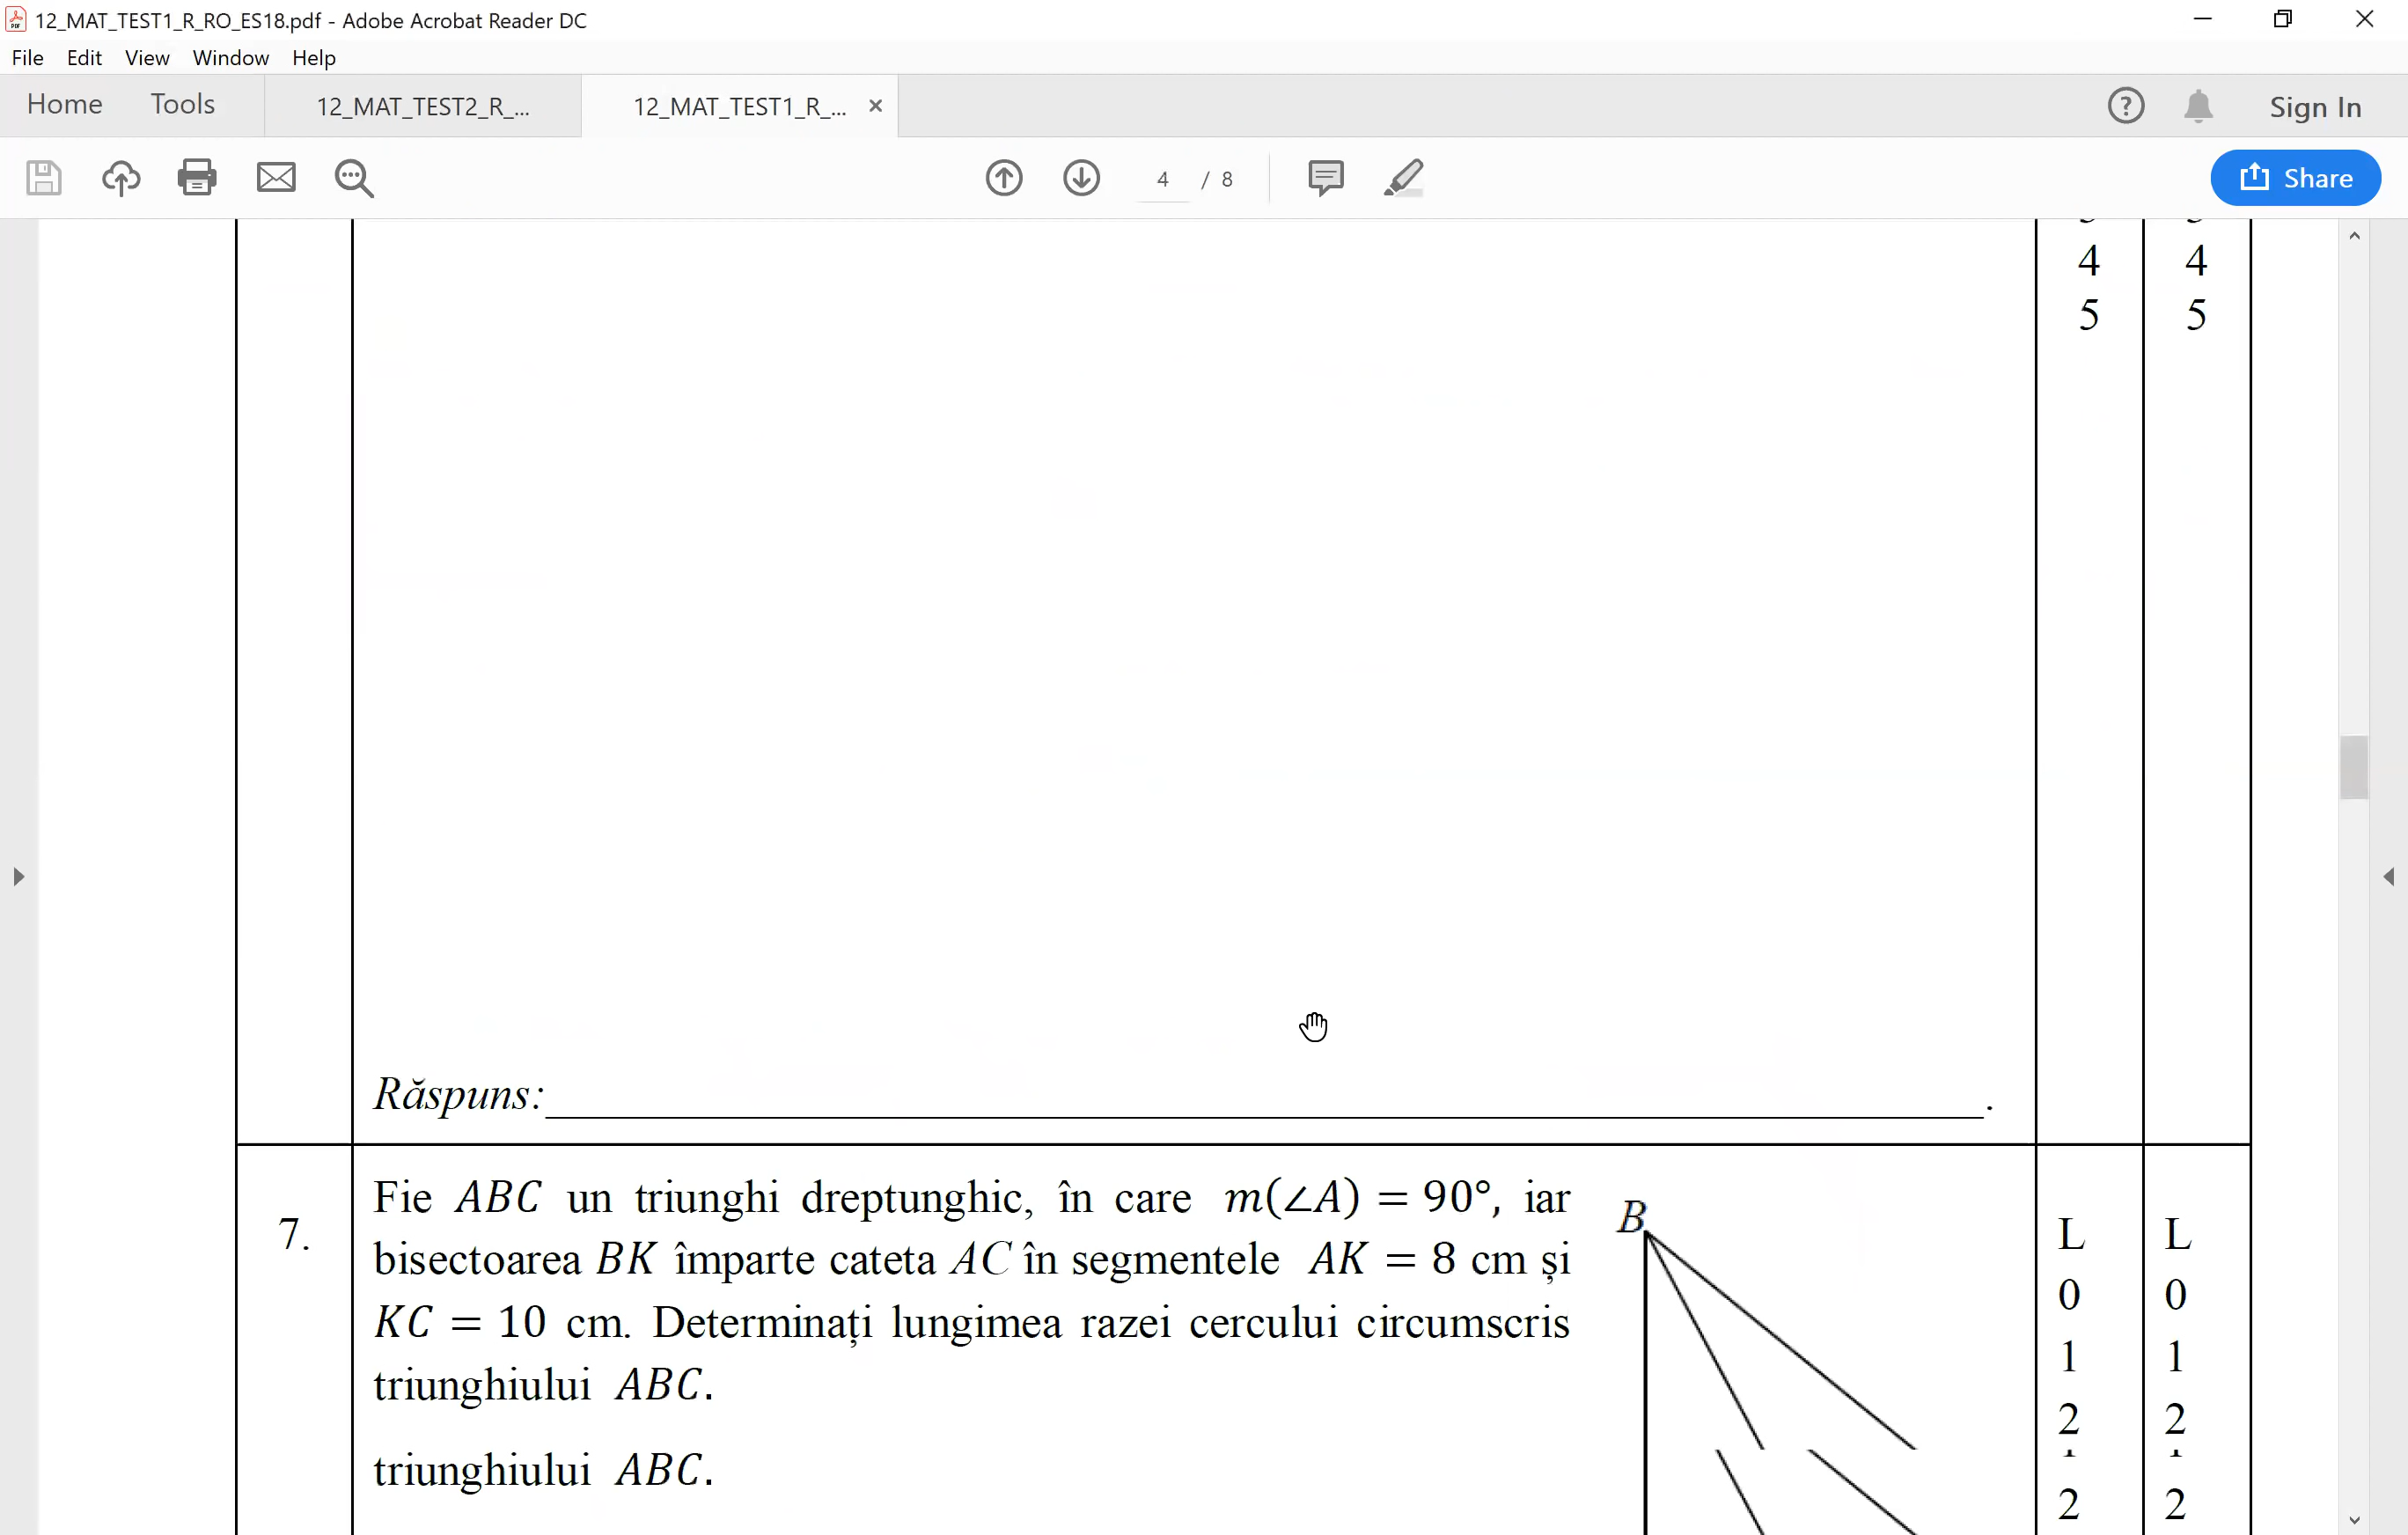 12_MAT_TEST1_R_RO_ES18.pdf - Adobe Acrobat Reader DC
File Edit View Window Help
Home Tools 12_MAT_TEST2_R_... 12_MAT_TEST1_R_... ×
? Sign In
4 / 8
Share
4 4
5 5
Răspuns:______________________________.
7.
Fie ABC un triunghi dreptunghic, în care m(∠A) = 90°, iar
bisectoarea BK împarte cateta AC în segmentele AK = 8 cm și
KC = 10 cm. Determinați lungimea razei cercului circumscris
triunghiului ABC.
triunghiului ABC.
B
L L
0 0
1 1
2 2
2 2